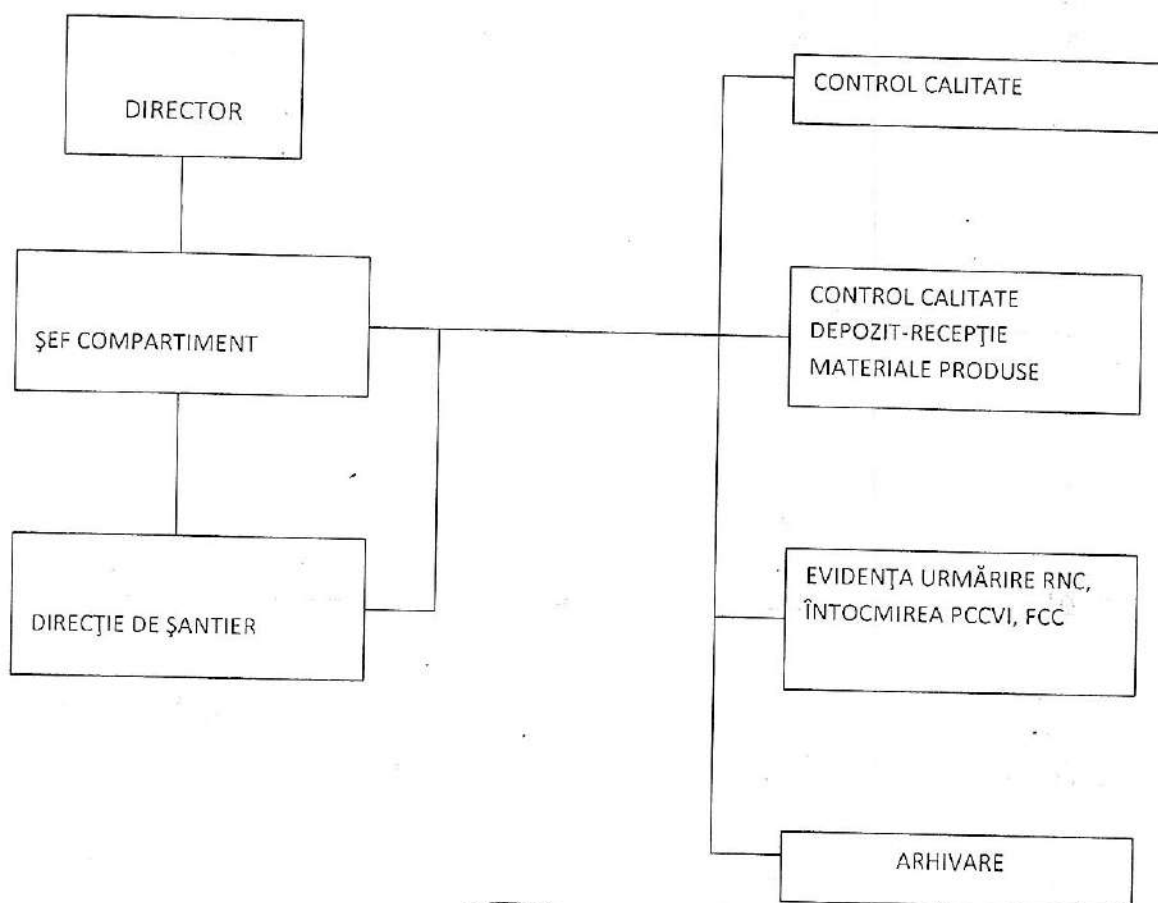 DIRECTOR
ŞEF COMPARTIMENT
DIRECŢIE DE ŞANTIER
CONTROL CALITATE
CONTROL CALITATE
DEPOZIT-RECEPŢIE
MATERIALE PRODUSE
EVIDENŢA URMĂRIRE RNC,
ÎNTOCMIREA PCCVI, FCC
ARHIVARE